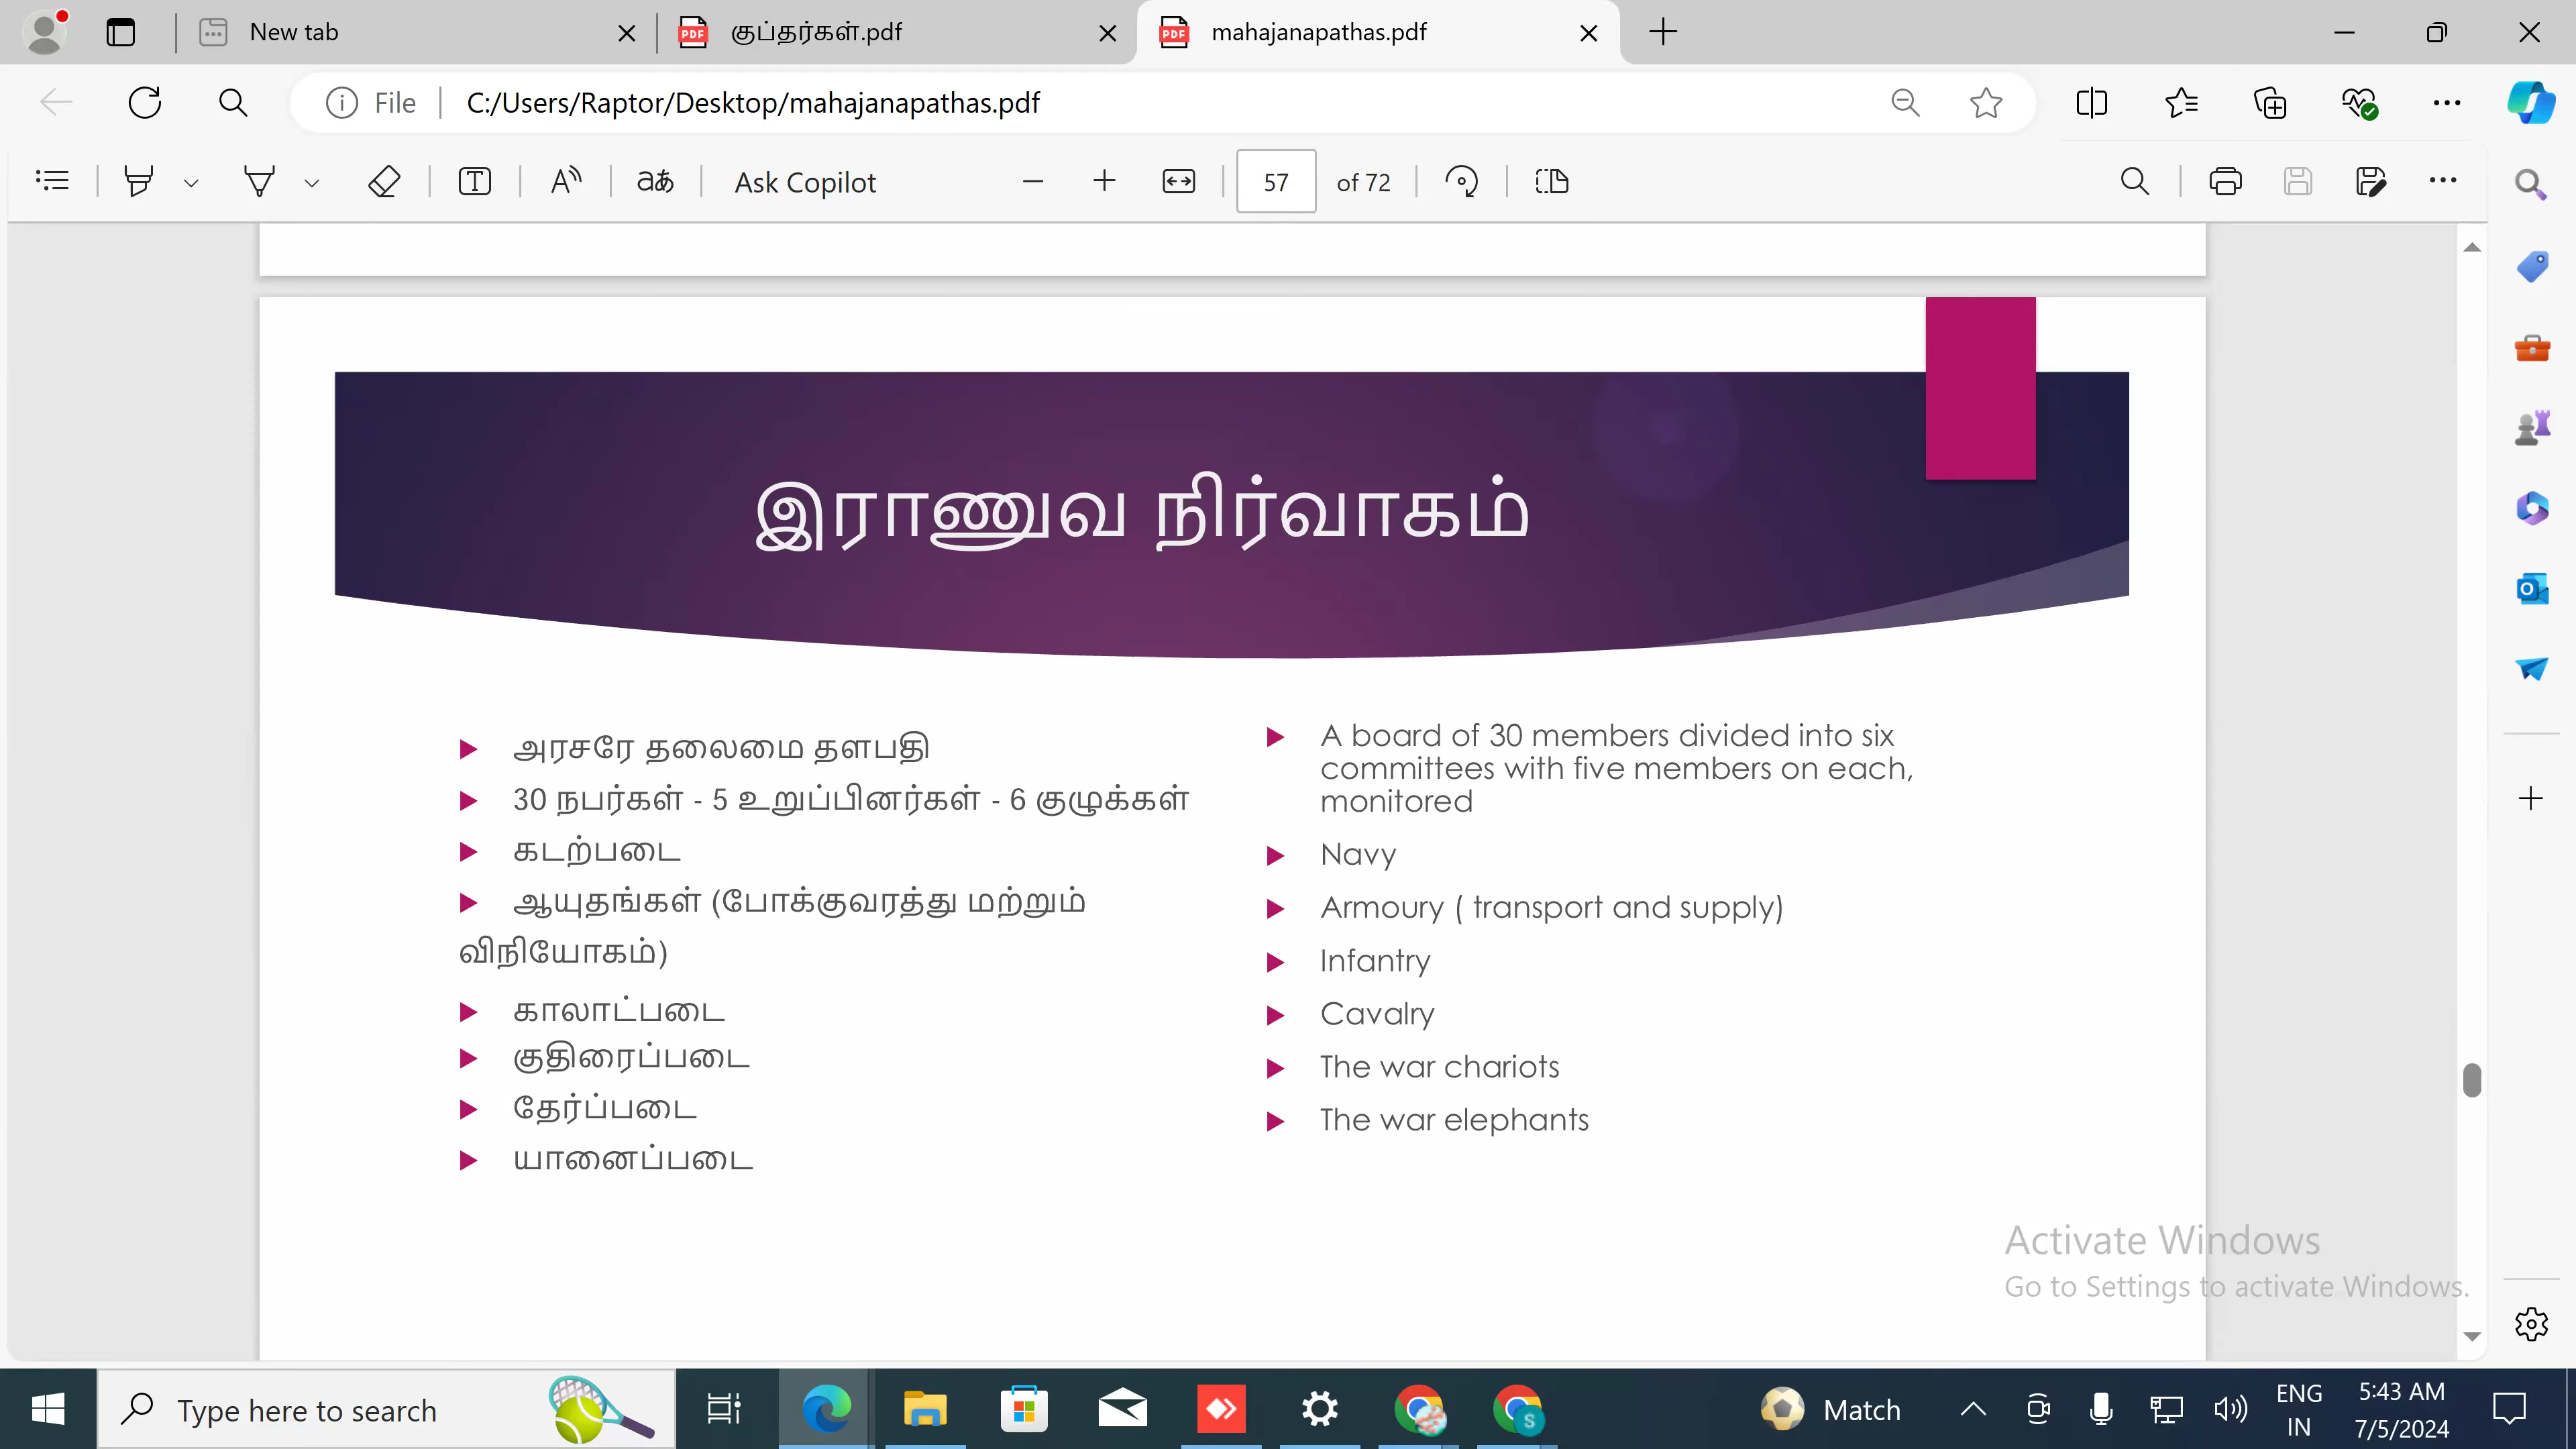 New tab
குப்தர்கள்.pdf
mahajanapathas.pdf
File
C:/Users/Raptor/Desktop/mahajanapathas.pdf
aあ
Ask Copilot
57
of 72
இராணுவ நிர்வாகம்
அரசரே தலைமை தளபதி
30 நபர்கள் - 5 உறுப்பினர்கள் - 6 குழுக்கள்
கடற்படை
ஆயுதங்கள் (போக்குவரத்து மற்றும்
விநியோகம்)
காலாட்படை
குதிரைப்படை
தேர்ப்படை
யானைப்படை
A board of 30 members divided into six
committees with five members on each,
monitored
Navy
Armoury ( transport and supply)
Infantry
Cavalry
The war chariots
The war elephants
Activate Windows
Go to Settings to activate Windows.
Type here to search
Match
ENG
IN
5:43 AM
7/5/2024